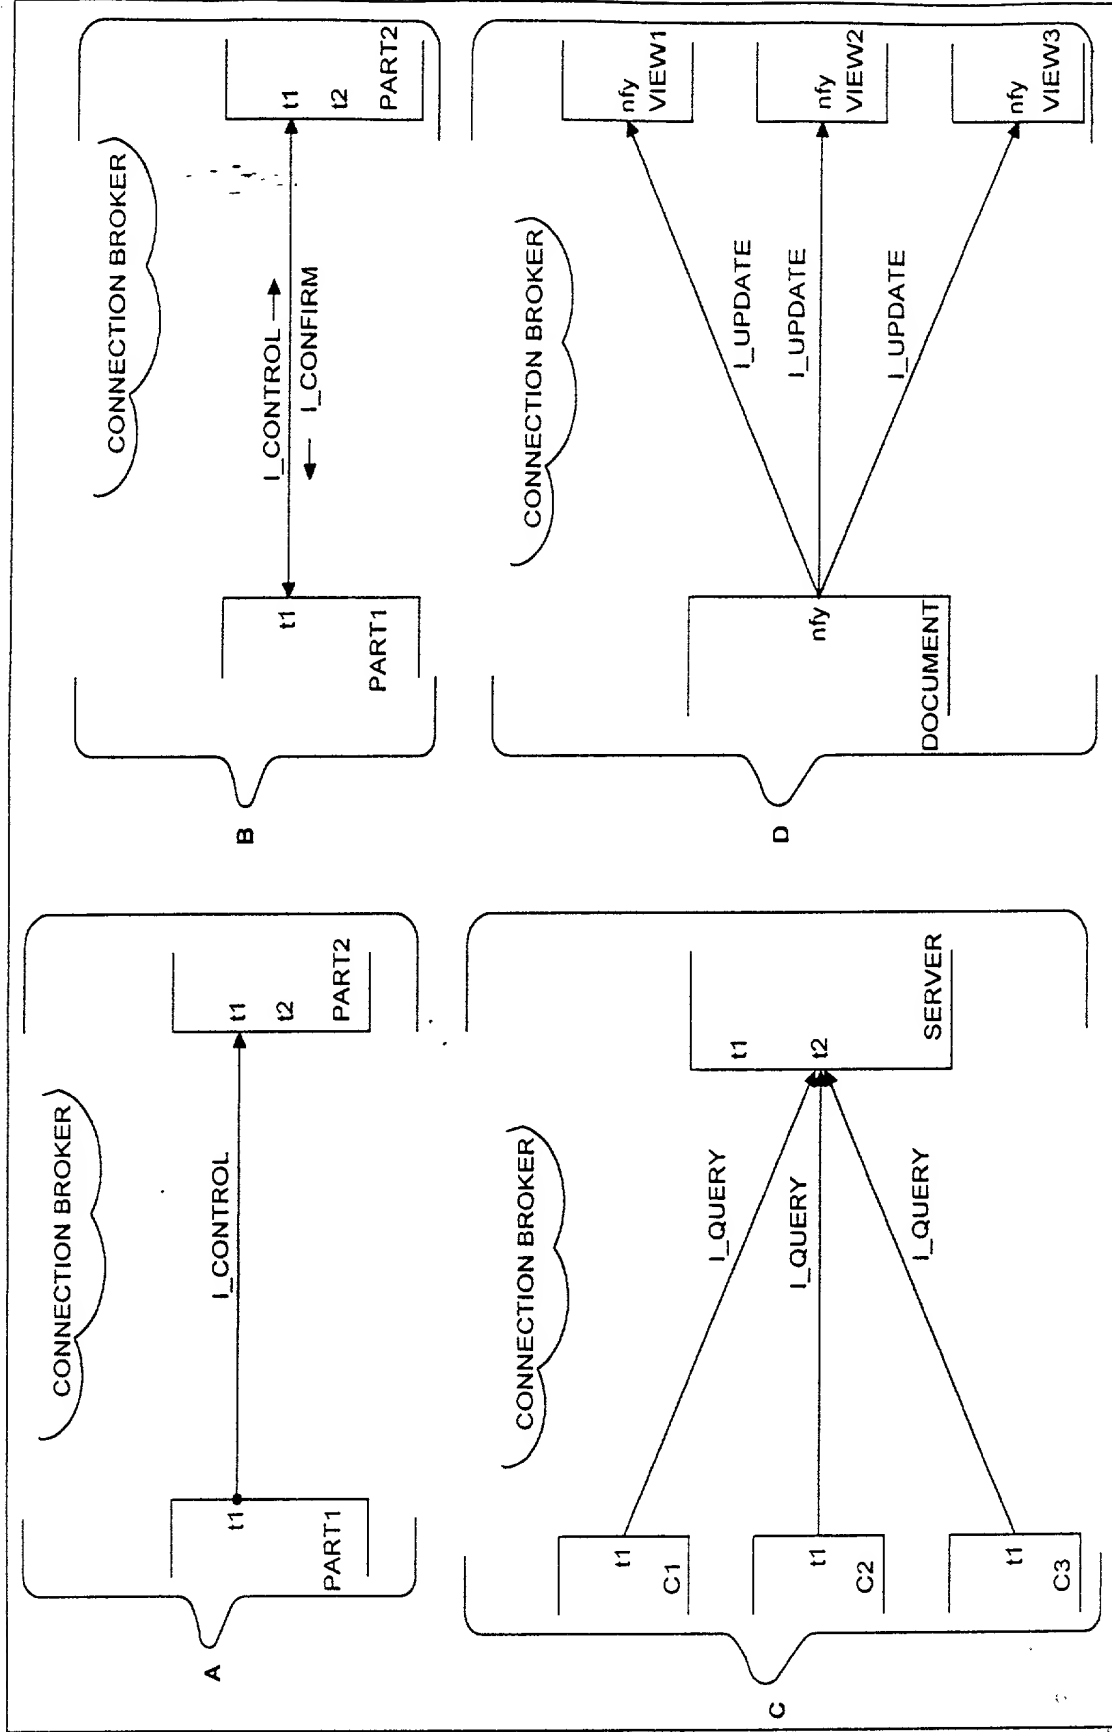 A
CONNECTION BROKER
I_CONTROL
t1
PART1
t1
t2
PART2
B
CONNECTION BROKER
I_CONTROL
I_CONFIRM
t1
PART1
t1
t2
PART2
C
CONNECTION BROKER
t1
C1
t1
C2
t1
C3
I_QUERY
I_QUERY
I_QUERY
t1
t2
SERVER
D
CONNECTION BROKER
nfy
DOCUMENT
I_UPDATE
I_UPDATE
I_UPDATE
nfy
VIEW1
nfy
VIEW2
nfy
VIEW3